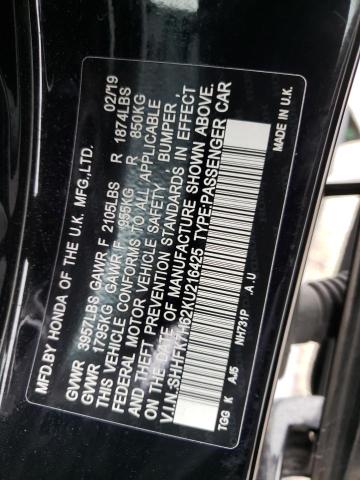 MFD.BY HONDA OF THE U.K. MFG.,LTD. 02/19
GVWR 3957LBS GAWR F 2105LBS R 1874LBS
GVWR 1795KG GAWR F 955KG R 850KG
THIS VEHICLE CONFORMS TO ALL APPLICABLE
FEDERAL MOTOR VEHICLE SAFETY, BUMPER,
AND THEFT PREVENTION STANDARDS IN EFFECT
ON THE DATE OF MANUFACTURE SHOWN ABOVE.
V.I.N.:SHHFK7H62KU216425 TYPE:PASSENGER CAR
NH731P .A.U MADE IN U.K.
TGG K AJ5